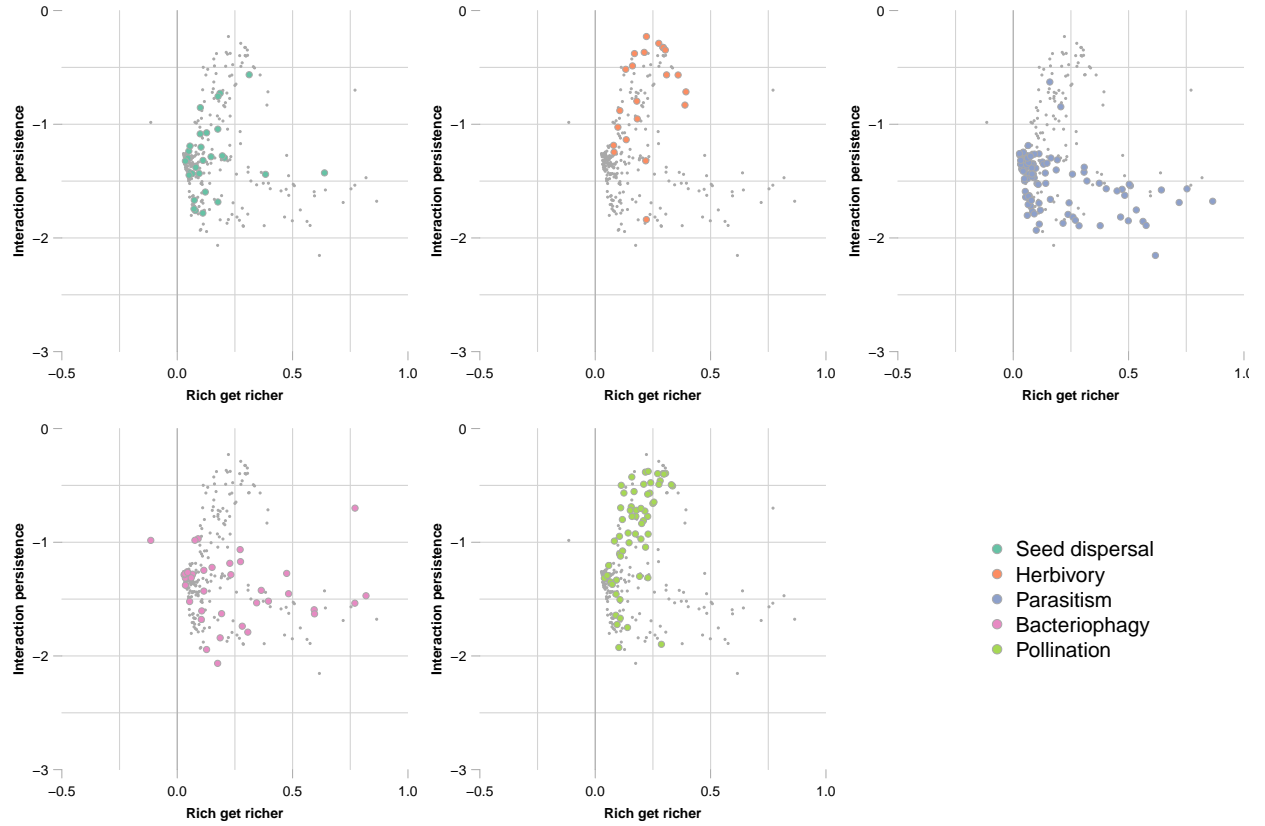 0
−1
−2
−3
−0.5
0.0
0.5
1.0
Rich get richer
Interaction persistence
0
−1
−2
−3
−0.5
0.0
0.5
1.0
Rich get richer
Interaction persistence
0
−1
−2
−3
−0.5
0.0
0.5
1.0
Rich get richer
Interaction persistence
0
−1
−2
−3
−0.5
0.0
0.5
1.0
Rich get richer
Interaction persistence
0
−1
−2
−3
−0.5
0.0
0.5
1.0
Rich get richer
Interaction persistence
Seed dispersal
Herbivory
Parasitism
Bacteriophagy
Pollination